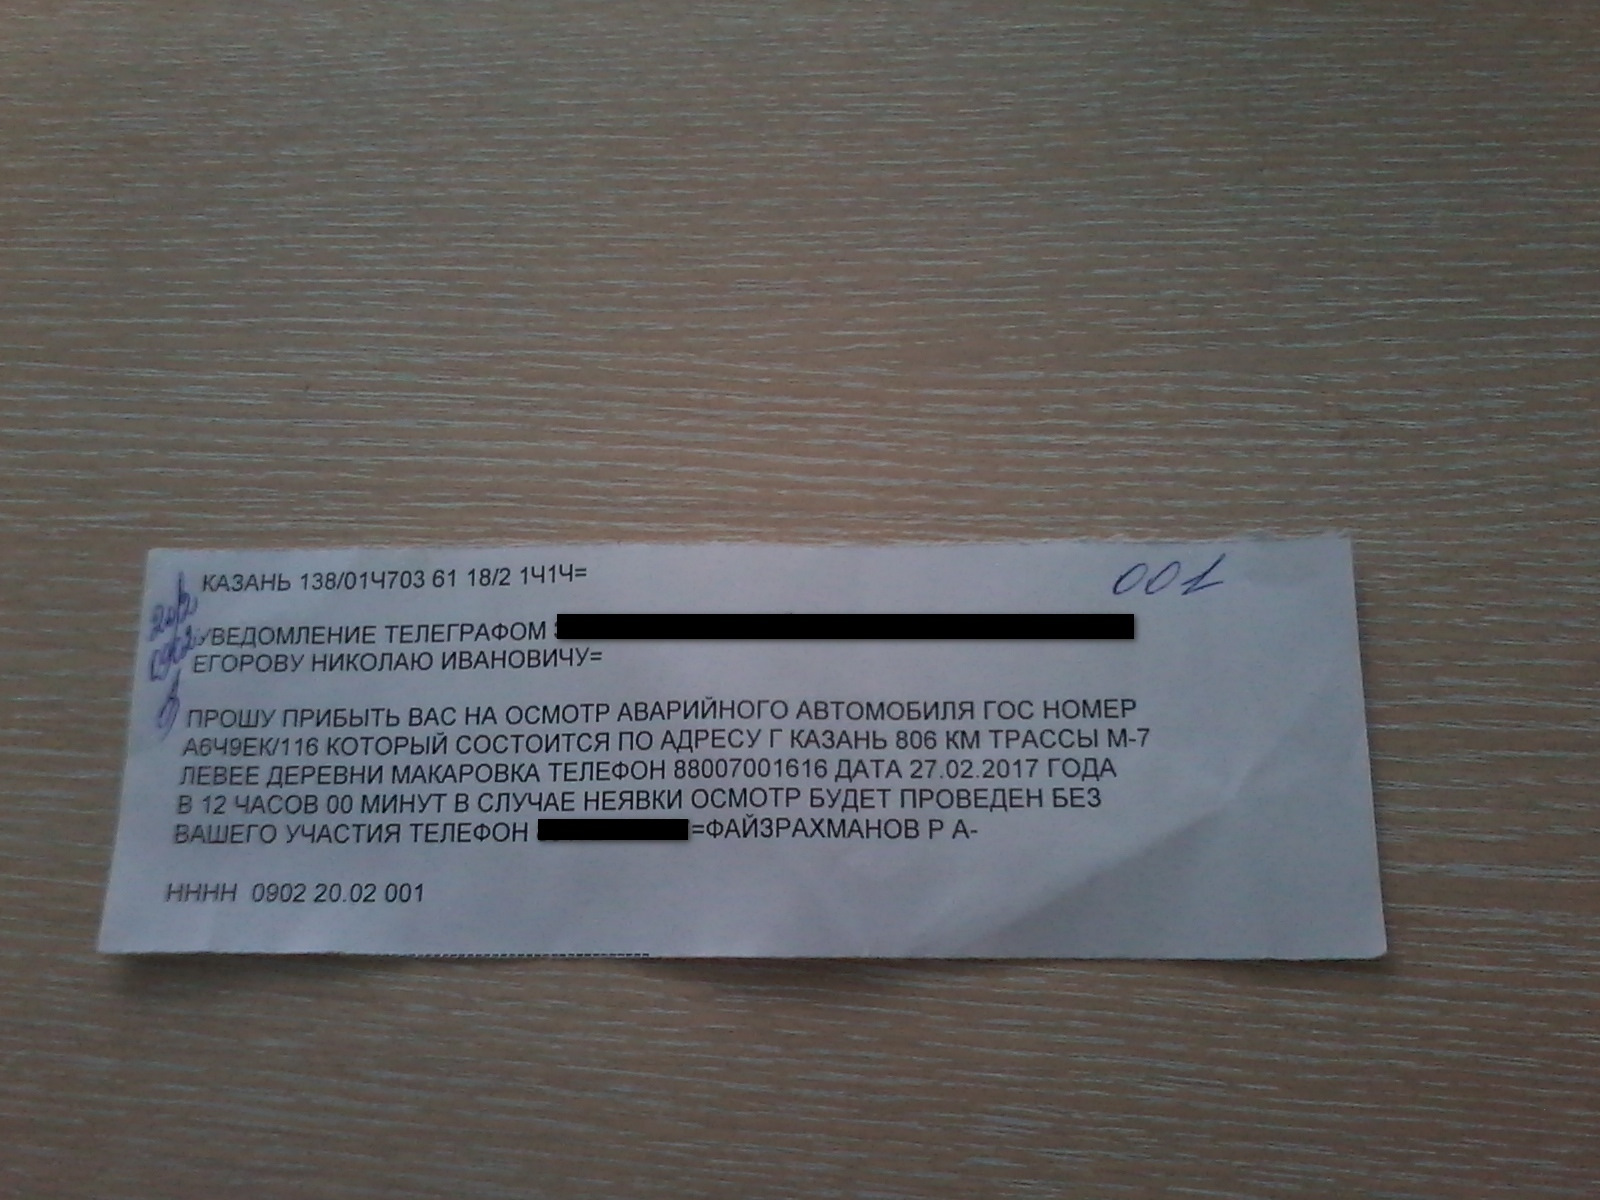 КАЗАНЬ 138/01Ч703 61 18/2 1Ч1Ч=
001
УВЕДОМЛЕНИЕ ТЕЛЕГРАФОМ
ЕГОРОВУ НИКОЛАЮ ИВАНОВИЧУ=
ПРОШУ ПРИБЫТЬ ВАС НА ОСМОТР АВАРИЙНОГО АВТОМОБИЛЯ ГОС НОМЕР
А6Ч9ЕК/116 КОТОРЫЙ СОСТОИТСЯ ПО АДРЕСУ Г КАЗАНЬ 806 КМ ТРАССЫ М-7
ЛЕВЕЕ ДЕРЕВНИ МАКАРОВКА ТЕЛЕФОН 88007001616 ДАТА 27.02.2017 ГОДА
В 12 ЧАСОВ 00 МИНУТ В СЛУЧАЕ НЕЯВКИ ОСМОТР БУДЕТ ПРОВЕДЕН БЕЗ
ВАШЕГО УЧАСТИЯ ТЕЛЕФОН =ФАЙЗРАХМАНОВ Р А-
НННН 0902 20.02 001